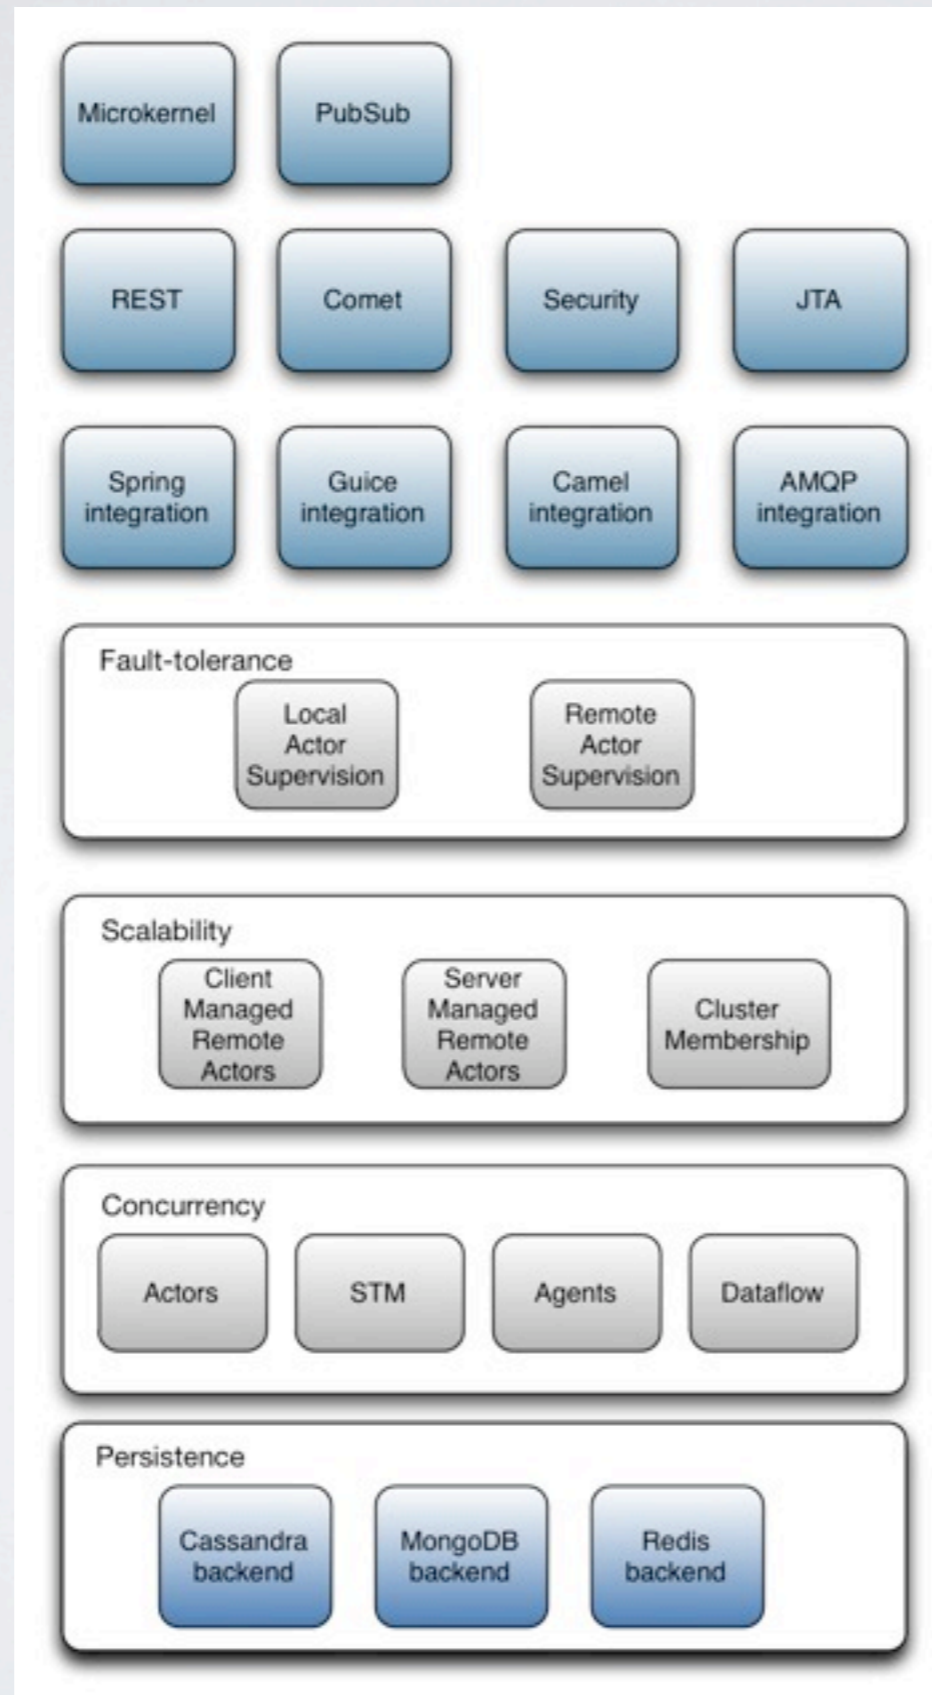 Microkernel
PubSub
REST
Comet
Security
JTA
Spring
integration
Guice
integration
Camel
integration
AMQP
integration
Fault-tolerance
Local
Actor
Supervision
Remote
Actor
Supervision
Scalability
Client
Managed
Remote
Actors
Server
Managed
Remote
Actors
Cluster
Membership
Concurrency
Actors
STM
Agents
Dataflow
Persistence
Cassandra
backend
MongoDB
backend
Redis
backend